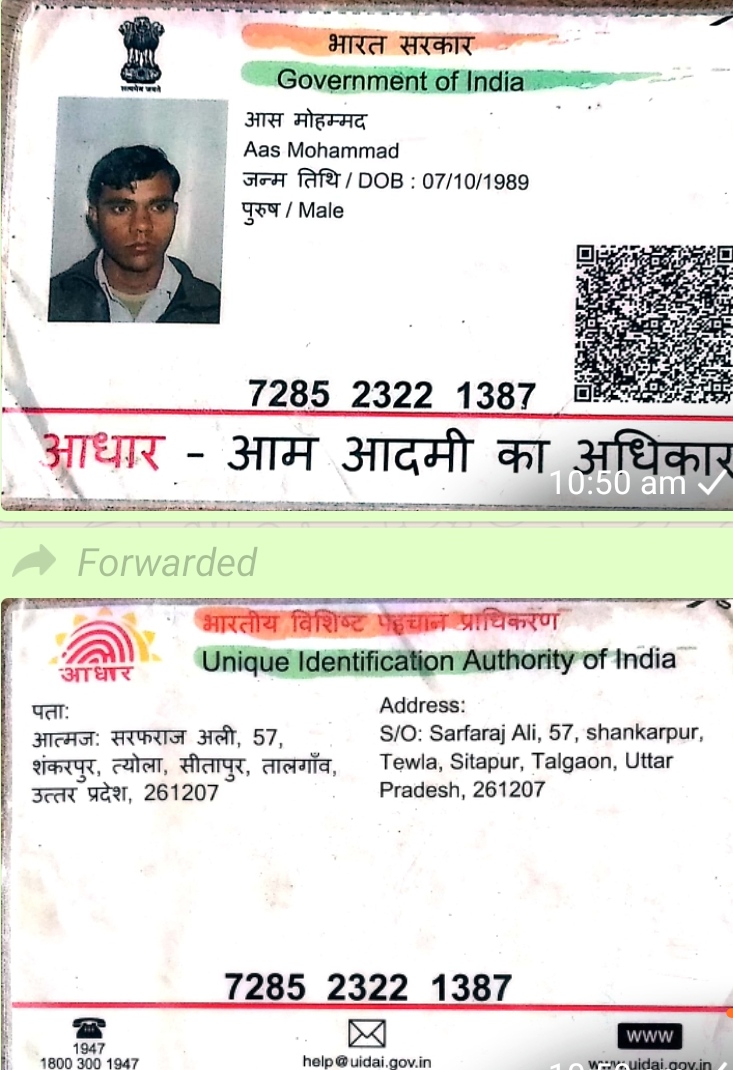 सत्यमेव जयते
भारत सरकार
Government of India
आस मोहम्मद
Aas Mohammad
जन्म तिथि / DOB : 07/10/1989
पुरुष / Male
7285 2322 1387
आधार - आम आदमी का अधिकार
10:50 am
Forwarded
भारतीय विशिष्ट पहचान प्राधिकरण
Unique Identification Authority of India
आधार
पता:
आत्मज: सरफराज अली, 57,
शंकरपुर, त्योला, सीतापुर, तालगाँव,
उत्तर प्रदेश, 261207
Address:
S/O: Sarfaraj Ali, 57, shankarpur,
Tewla, Sitapur, Talgaon, Uttar
Pradesh, 261207
7285 2322 1387
1947
1800 300 1947
help@uidai.gov.in
www
www.uidai.gov.in